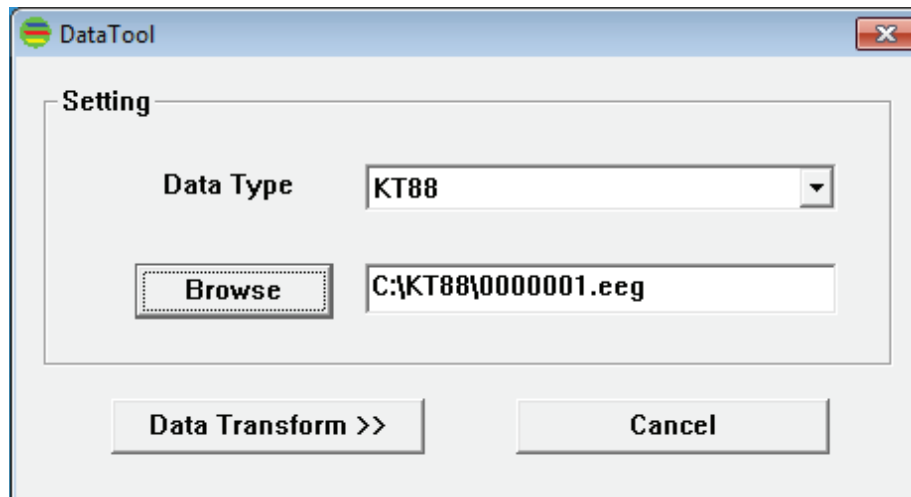 DataTool
Setting
Data Type
KT88
Browse
C:\KT88\0000001.eeg
Data Transform >>
Cancel